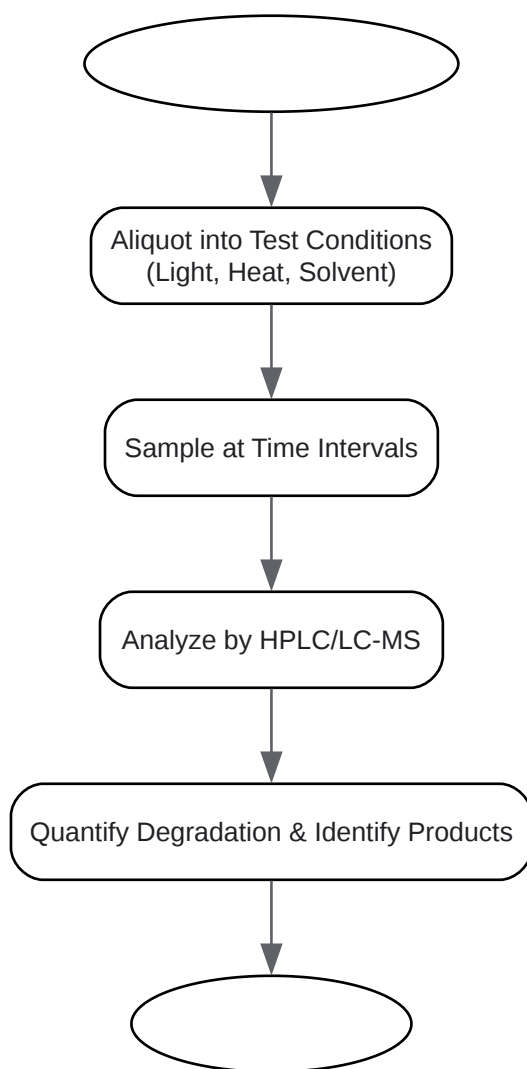 Aliquot into Test Conditions
(Light, Heat, Solvent)
Sample at Time Intervals
Analyze by HPLC/LC-MS
Quantify Degradation & Identify Products